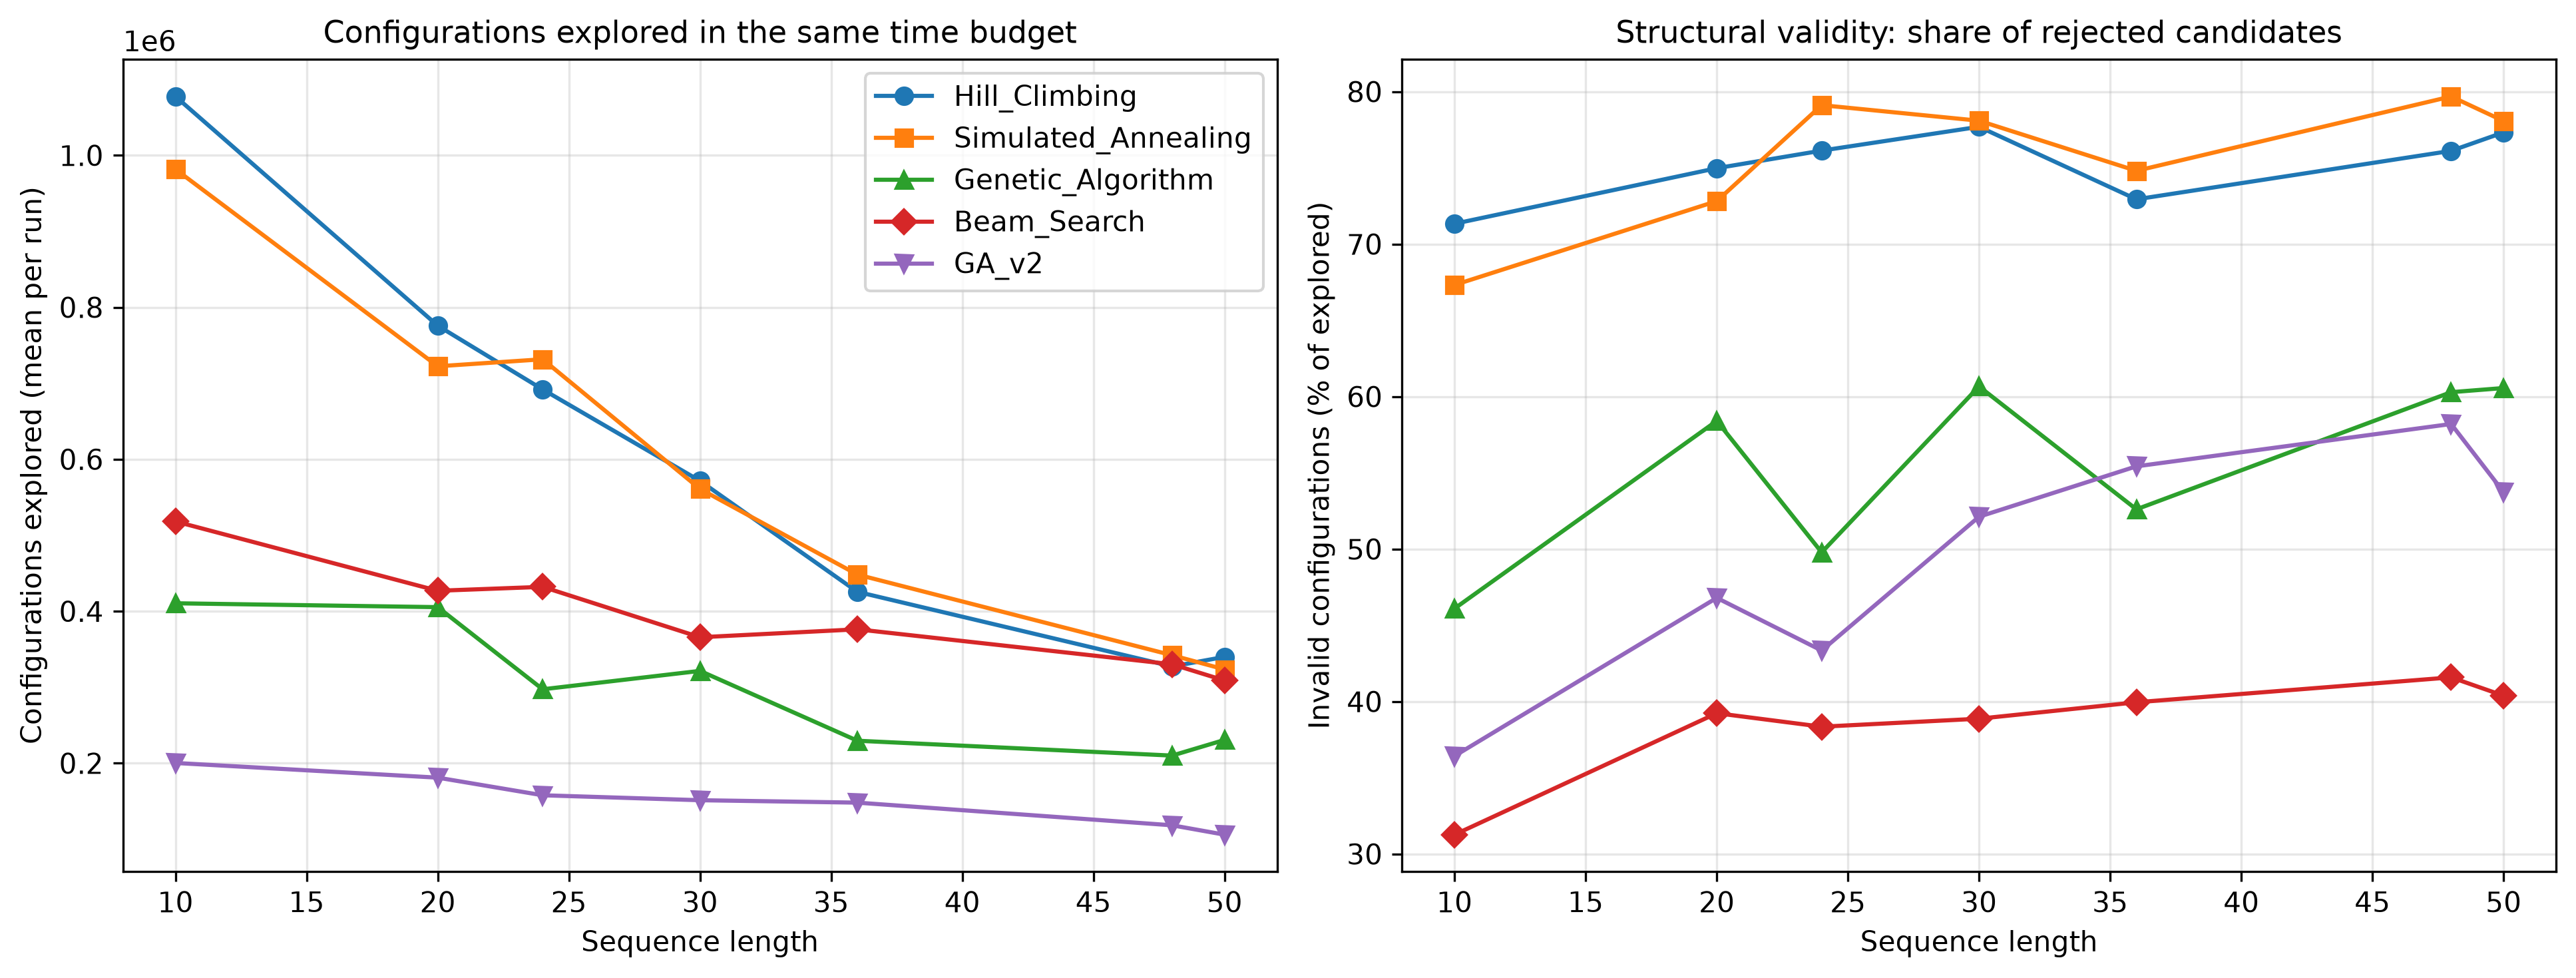 Configurations explored in the same time budget
1e6
Configurations explored (mean per run)
1.0
0.8
0.6
0.4
0.2
Hill_Climbing
Simulated_Annealing
Genetic_Algorithm
Beam_Search
GA_v2
10 15 20 25 30 35 40 45 50
Sequence length
Structural validity: share of rejected candidates
Invalid configurations (% of explored)
80
70
60
50
40
30
10 15 20 25 30 35 40 45 50
Sequence length